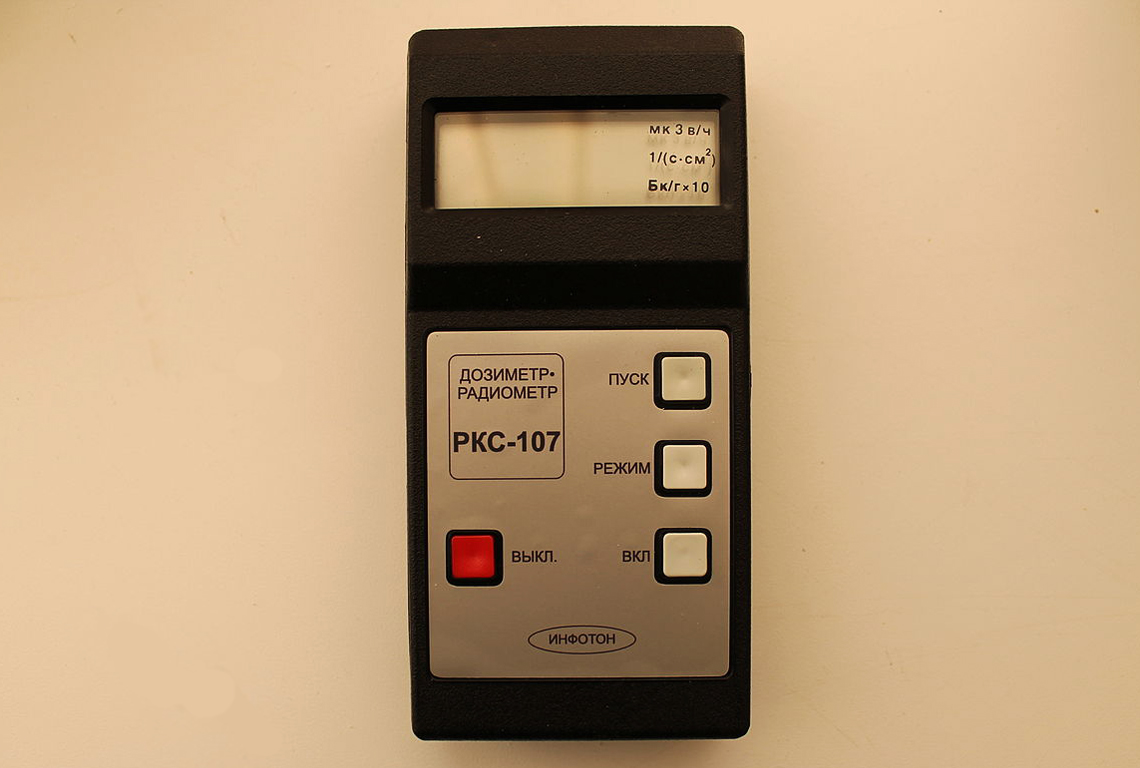 мк З в/ч
1/(с·см²)
Бк/г×10
ДОЗИМЕТР•
РАДИОМЕТР
РКС-107
ПУСК
РЕЖИМ
ВЫКЛ.
ВКЛ
ИНФОТОН